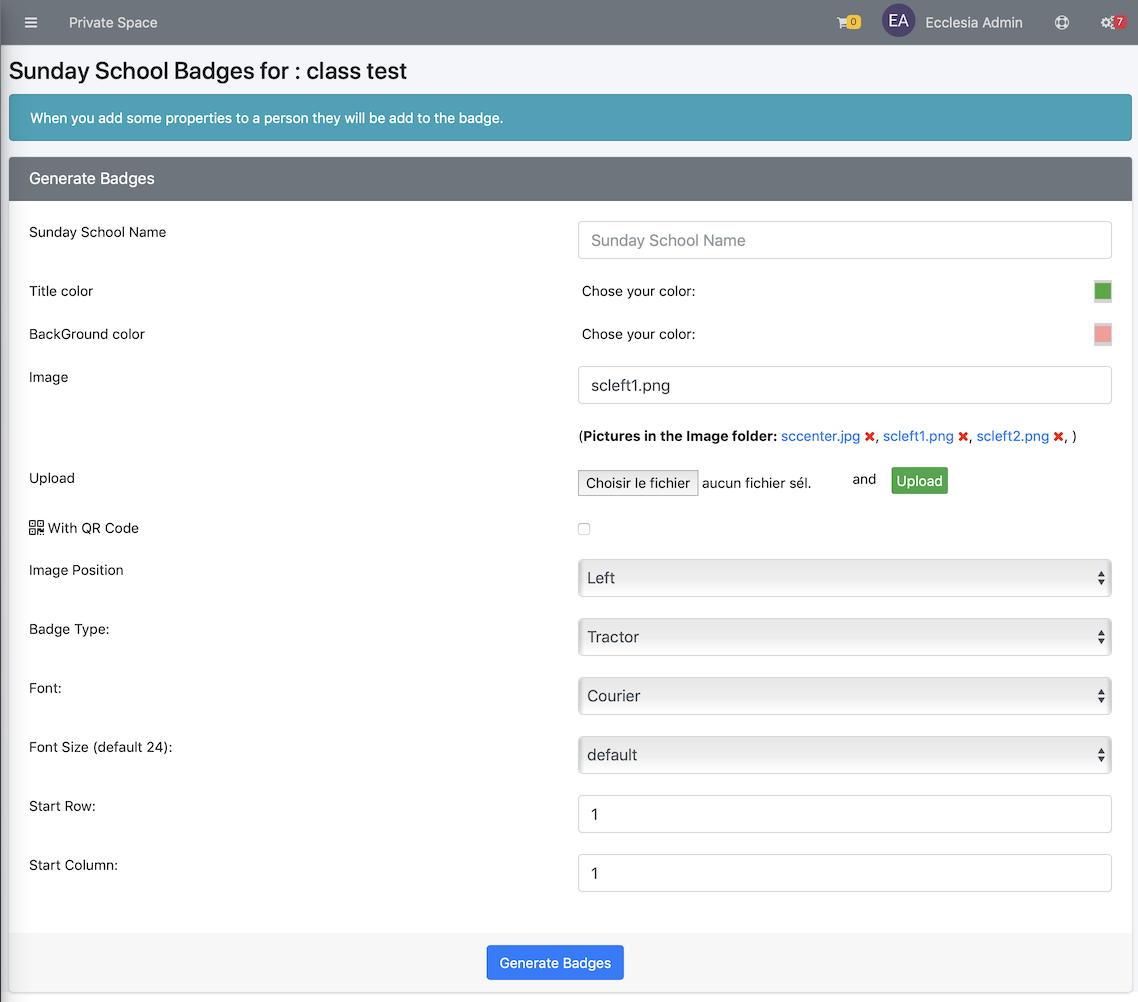 Private Space
0
EA
Ecclesia Admin
7
Sunday School Badges for : class test
When you add some properties to a person they will be add to the badge.
Generate Badges
Sunday School Name
Sunday School Name
Title color
Chose your color:
BackGround color
Chose your color:
Image
scleft1.png
(Pictures in the Image folder: sccenter.jpg ✖, scleft1.png ✖, scleft2.png ✖, )
Upload
Choisir le fichier aucun fichier sél.
and
Upload
With QR Code
Image Position
Left
Badge Type:
Tractor
Font:
Courier
Font Size (default 24):
default
Start Row:
1
Start Column:
1
Generate Badges